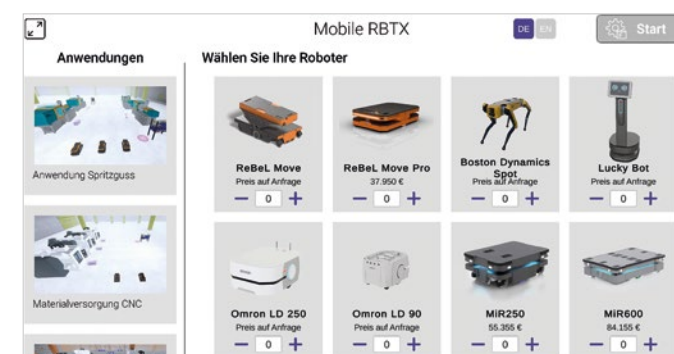 Mobile RBTX
DE
EN
Start
Anwendungen
Wählen Sie Ihre Roboter
Anwendung Spritzguss
Materialversorgung CNC
ReBeL Move
Preis auf Anfrage
0
ReBeL Move Pro
37.950 €
0
Boston Dynamics
Spot
Preis auf Anfrage
0
Lucky Bot
Preis auf Anfrage
0
Omron LD 250
Preis auf Anfrage
0
Omron LD 90
Preis auf Anfrage
0
MiR250
55.355 €
0
MiR600
84.155 €
0